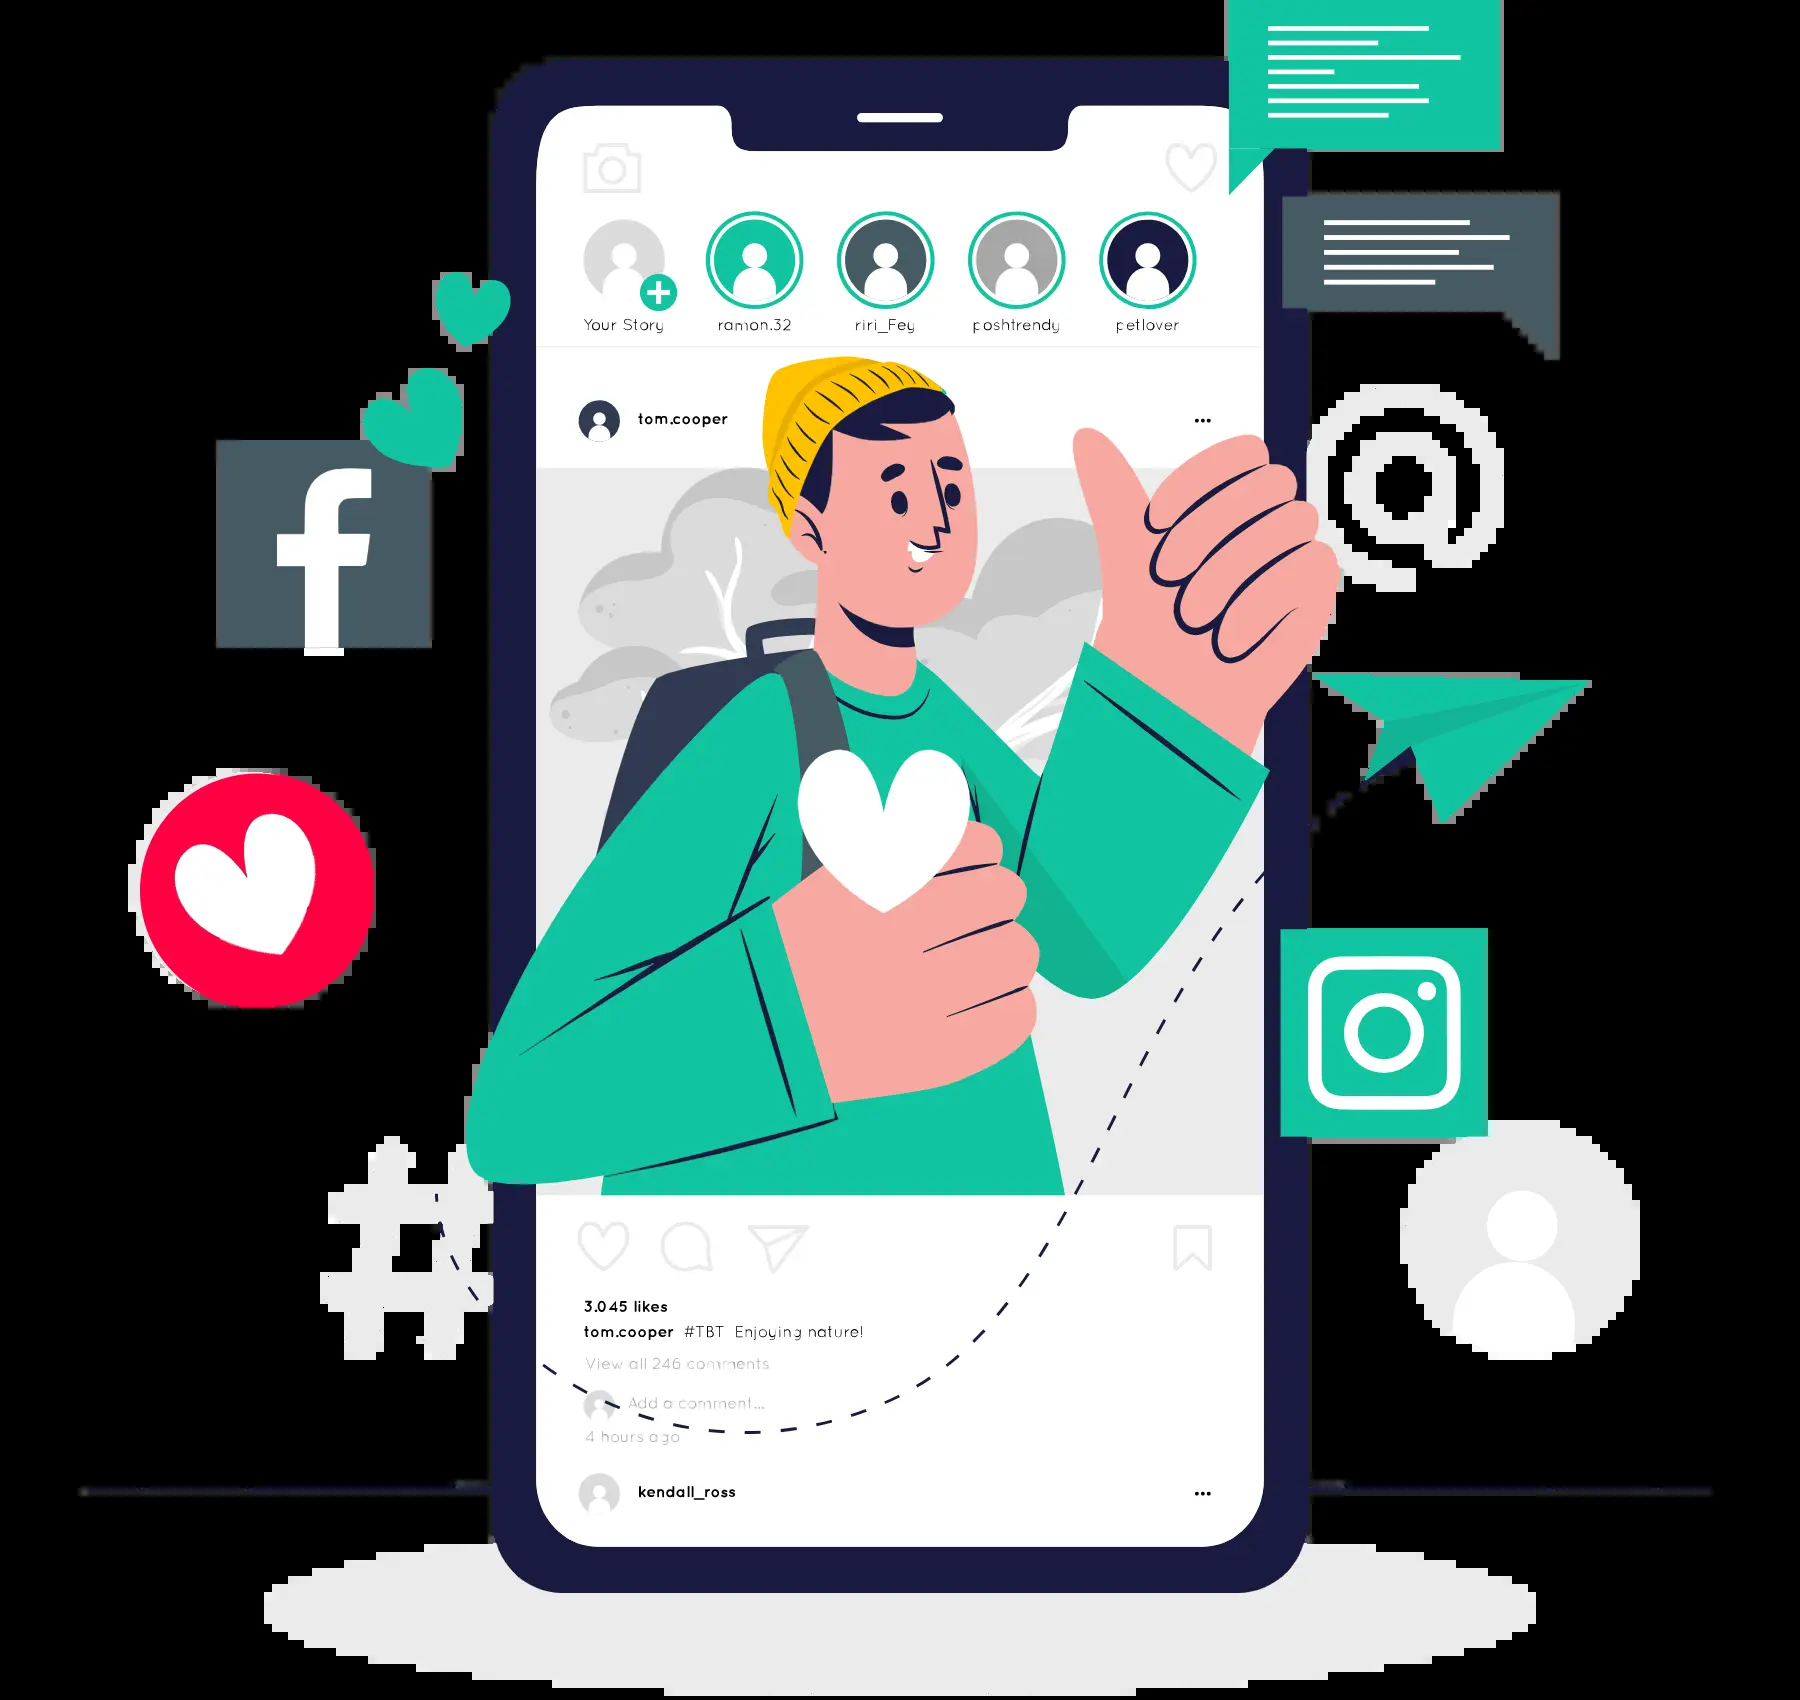 Your Story
ramon.32
riri_Fey
poshtrendy
petlover
tom.cooper
3.045 likes
tom.cooper #TBT Enjoying nature!
View all 246 comments
Add a comment...
4 hours ago
kendall_ross